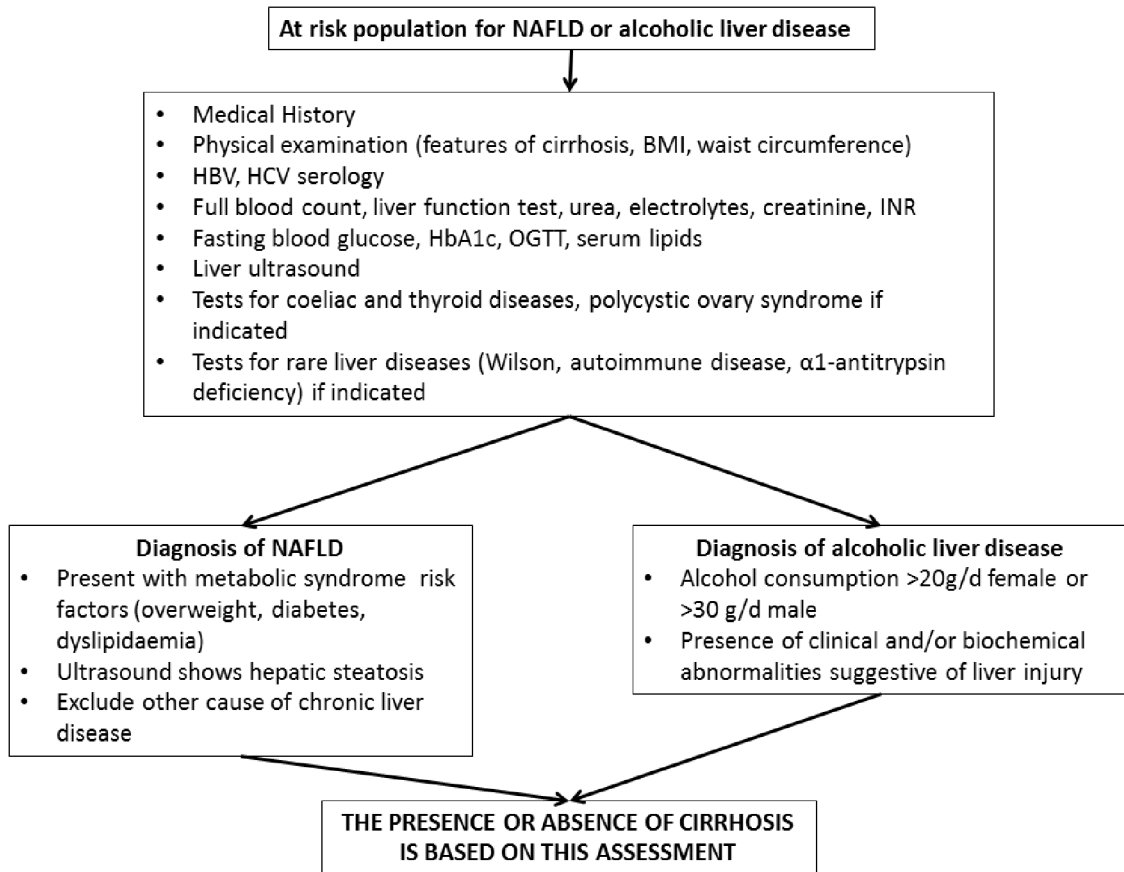 At risk population for NAFLD or alcoholic liver disease
• Medical History
• Physical examination (features of cirrhosis, BMI, waist circumference)
• HBV, HCV serology
• Full blood count, liver function test, urea, electrolytes, creatinine, INR
• Fasting blood glucose, HbA1c, OGTT, serum lipids
• Liver ultrasound
• Tests for coeliac and thyroid diseases, polycystic ovary syndrome if
indicated
• Tests for rare liver diseases (Wilson, autoimmune disease, α1-antitrypsin
deficiency) if indicated
Diagnosis of NAFLD
• Present with metabolic syndrome risk
factors (overweight, diabetes,
dyslipidaemia)
• Ultrasound shows hepatic steatosis
• Exclude other cause of chronic liver
disease
Diagnosis of alcoholic liver disease
• Alcohol consumption >20g/d female or
>30 g/d male
• Presence of clinical and/or biochemical
abnormalities suggestive of liver injury
THE PRESENCE OR ABSENCE OF CIRRHOSIS
IS BASED ON THIS ASSESSMENT